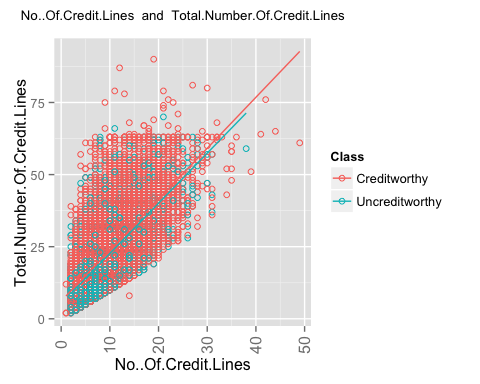 No..Of.Credit.Lines and Total.Number.Of.Credit.Lines
Total.Number.Of.Credit.Lines
75
50
25
0
0
10
20
30
40
50
No..Of.Credit.Lines
Class
Creditworthy
Uncreditworthy